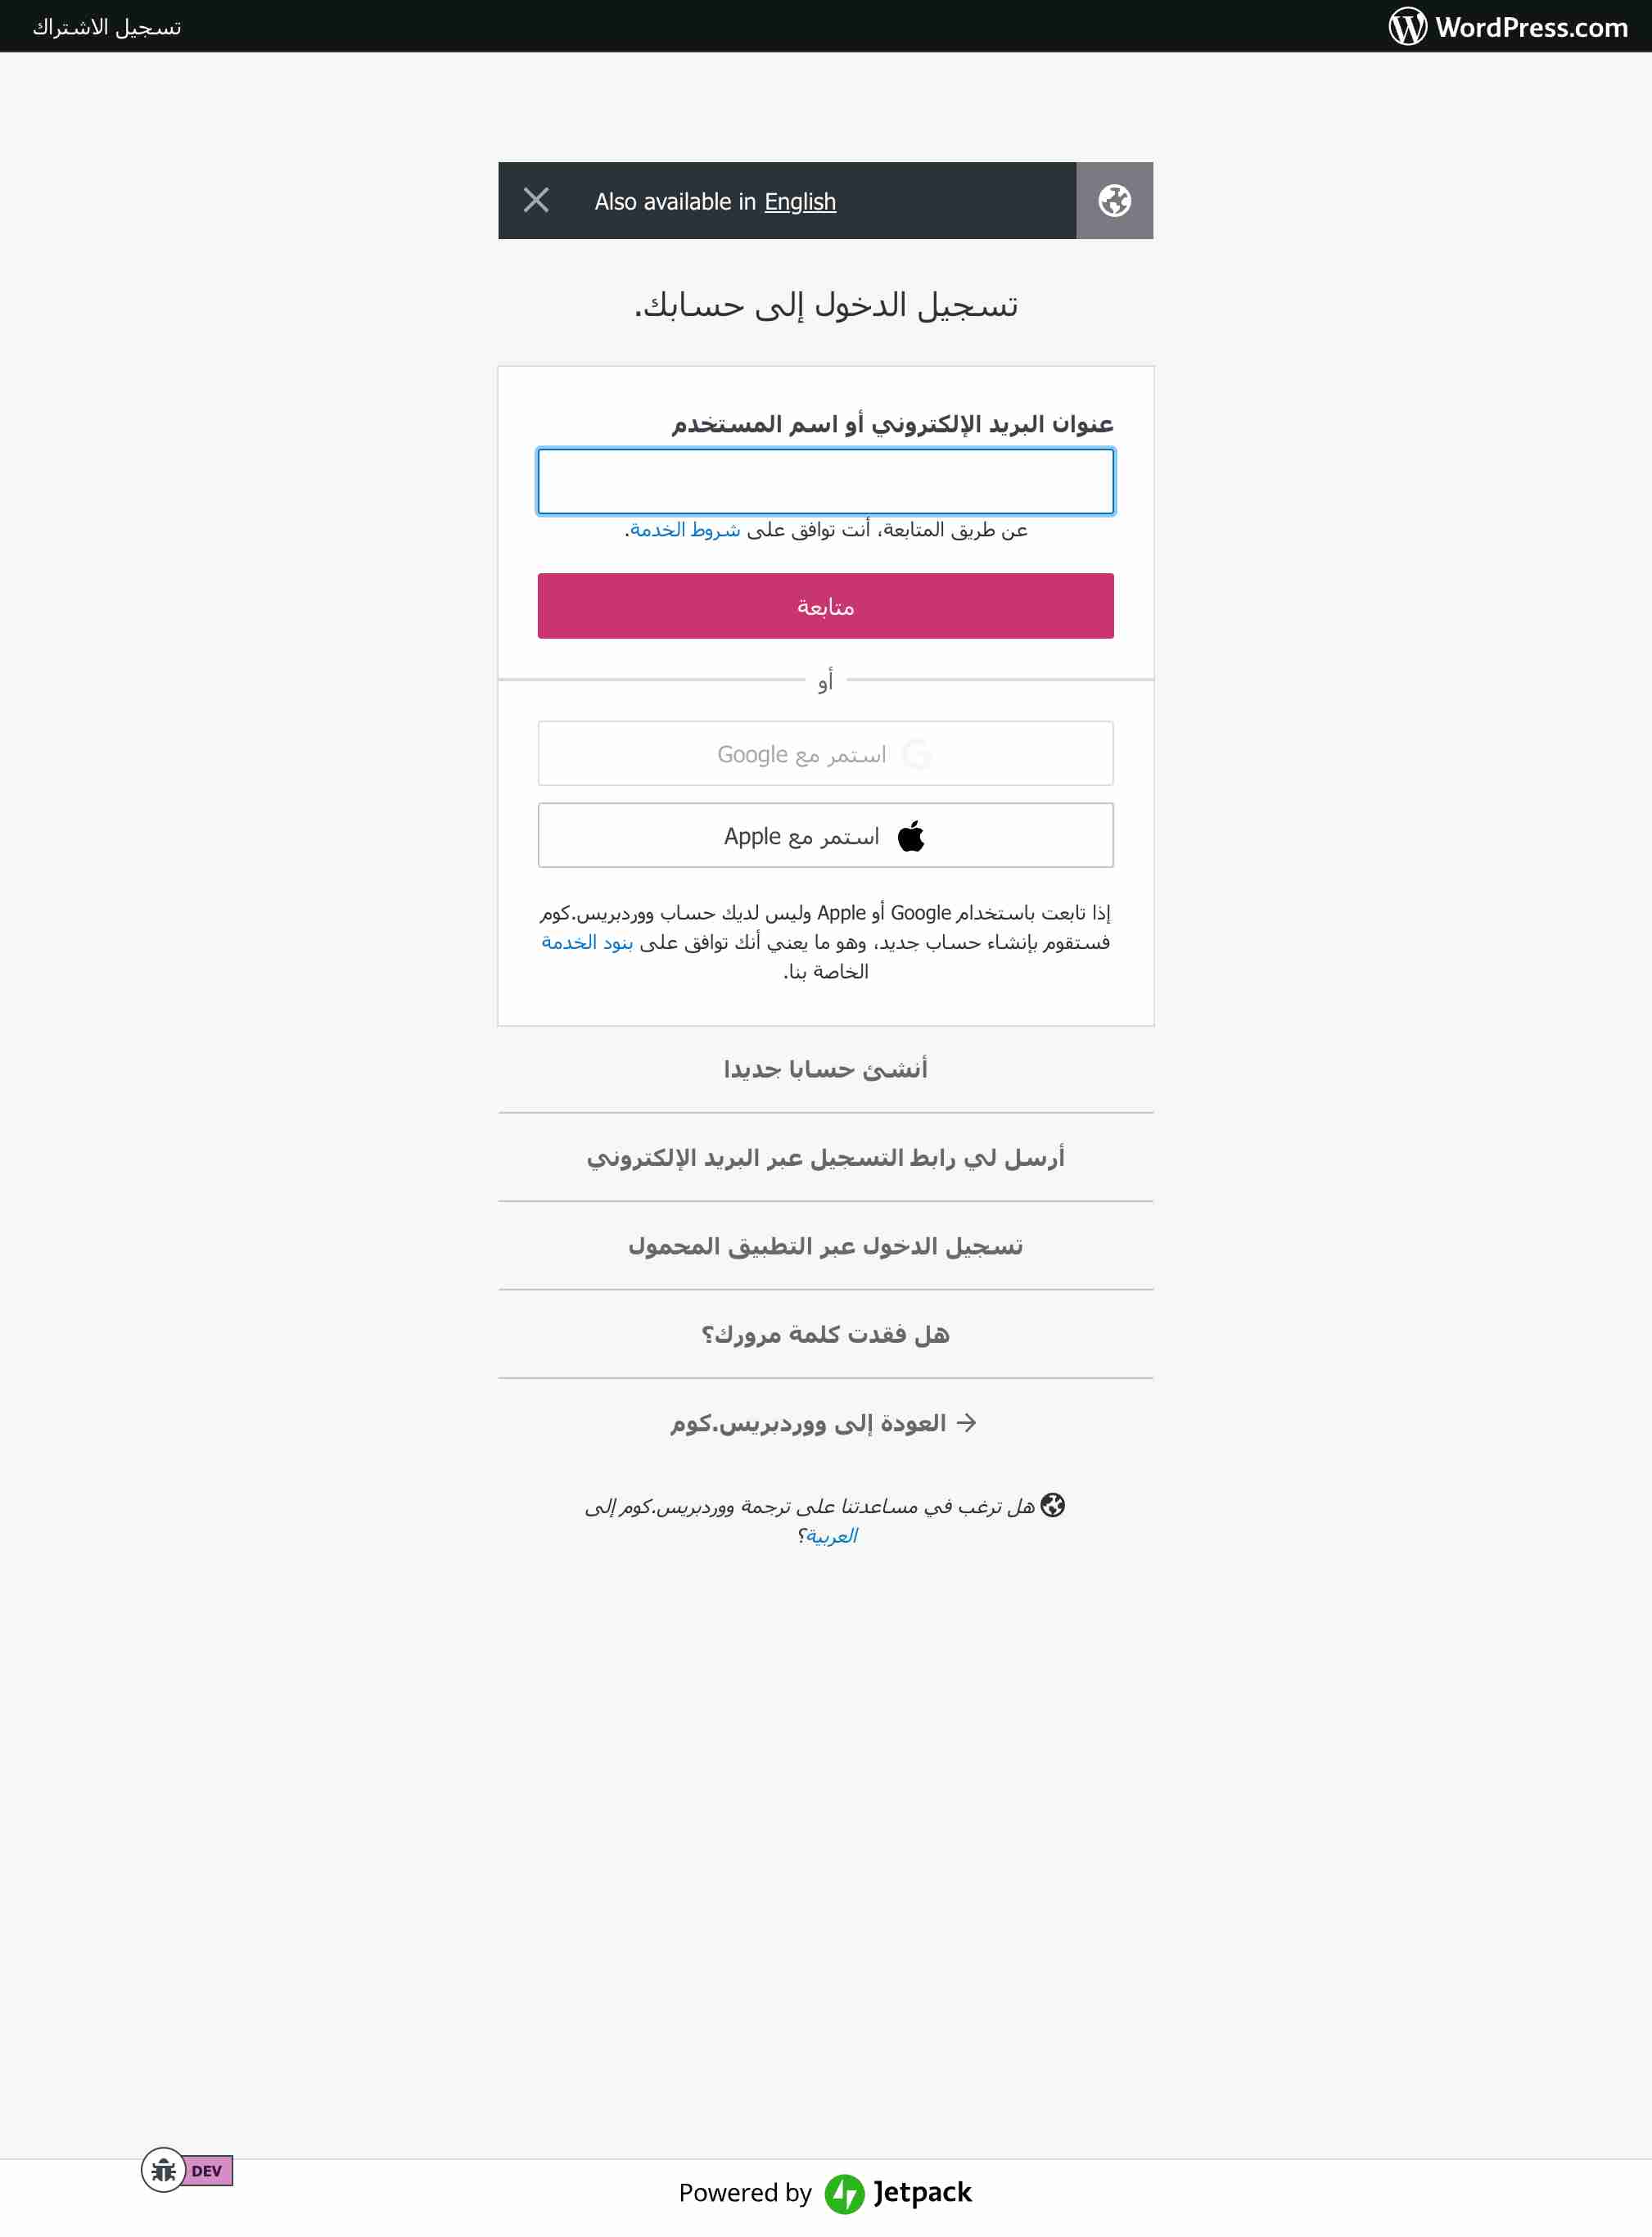 WordPress.com
تسجيل الاشتراك
Also available in English
تسجيل الدخول إلى حسابك.
عنوان البريد الإلكتروني أو اسم المستخدم
عن طريق المتابعة، أنت توافق على شروط الخدمة.
متابعة
أو
استمر مع Google
استمر مع Apple
إذا تابعت باستخدام Google أو Apple وليس لديك حساب ووردبريس.كوم
فستقوم بإنشاء حساب جديد، وهو ما يعني أنك توافق على بنود الخدمة
الخاصة بنا.
أنشئ حسابا جديدا
أرسل لي رابط التسجيل عبر البريد الإلكتروني
تسجيل الدخول عبر التطبيق المحمول
هل فقدت كلمة مرورك؟
→ العودة إلى ووردبريس.كوم
هل ترغب في مساعدتنا على ترجمة ووردبريس.كوم إلى
العربية؟
DEV
Powered by Jetpack